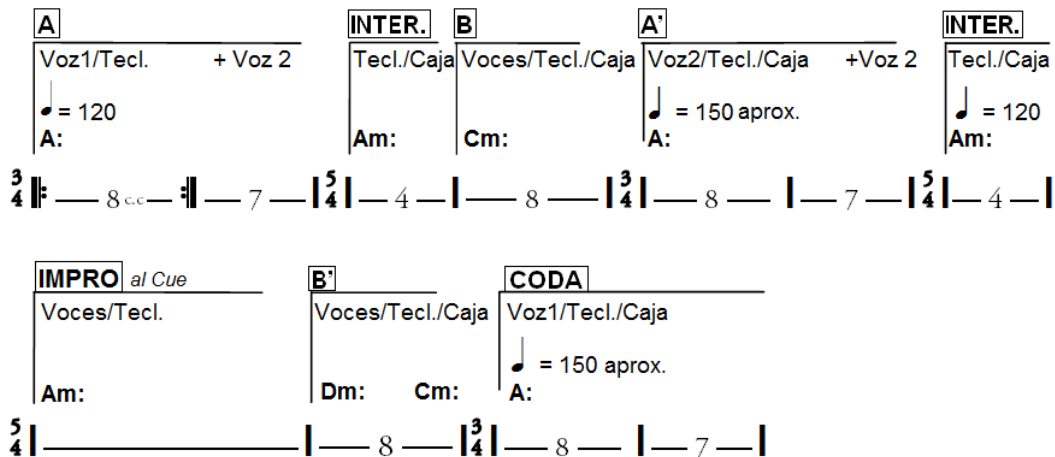 A INTER. B A' INTER.
Voz1/Tecl. + Voz 2 Tecl./Caja Voces/Tecl./Caja Voz2/Tecl./Caja +Voz 2 Tecl./Caja
= 120 = 150 aprox. = 120
A: Am: Cm: A: Am:
3/4 8 c.c 7 5/4 4 8 3/4 8 7 5/4 4
IMPRO al Cue B’ CODA
Voces/Tecl. Voces/Tecl./Caja Voz1/Tecl./Caja
= 150 aprox.
Am: Dm: Cm: A:
5/4 8 3/4 8 7